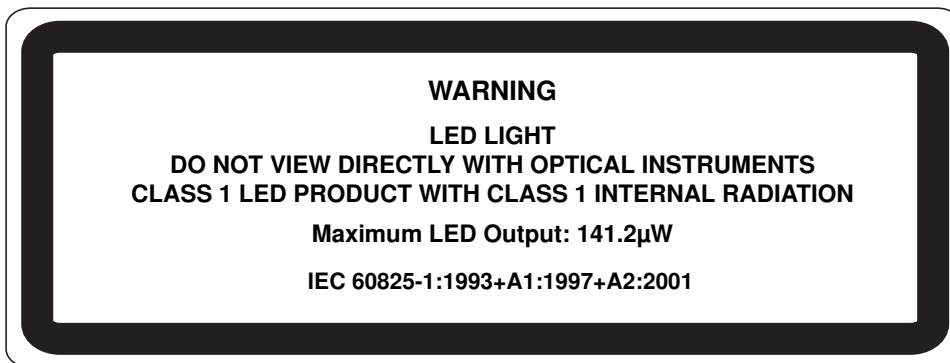 WARNING
LED LIGHT
DO NOT VIEW DIRECTLY WITH OPTICAL INSTRUMENTS
CLASS 1 LED PRODUCT WITH CLASS 1 INTERNAL RADIATION
Maximum LED Output: 141.2µW
IEC 60825-1:1993+A1:1997+A2:2001